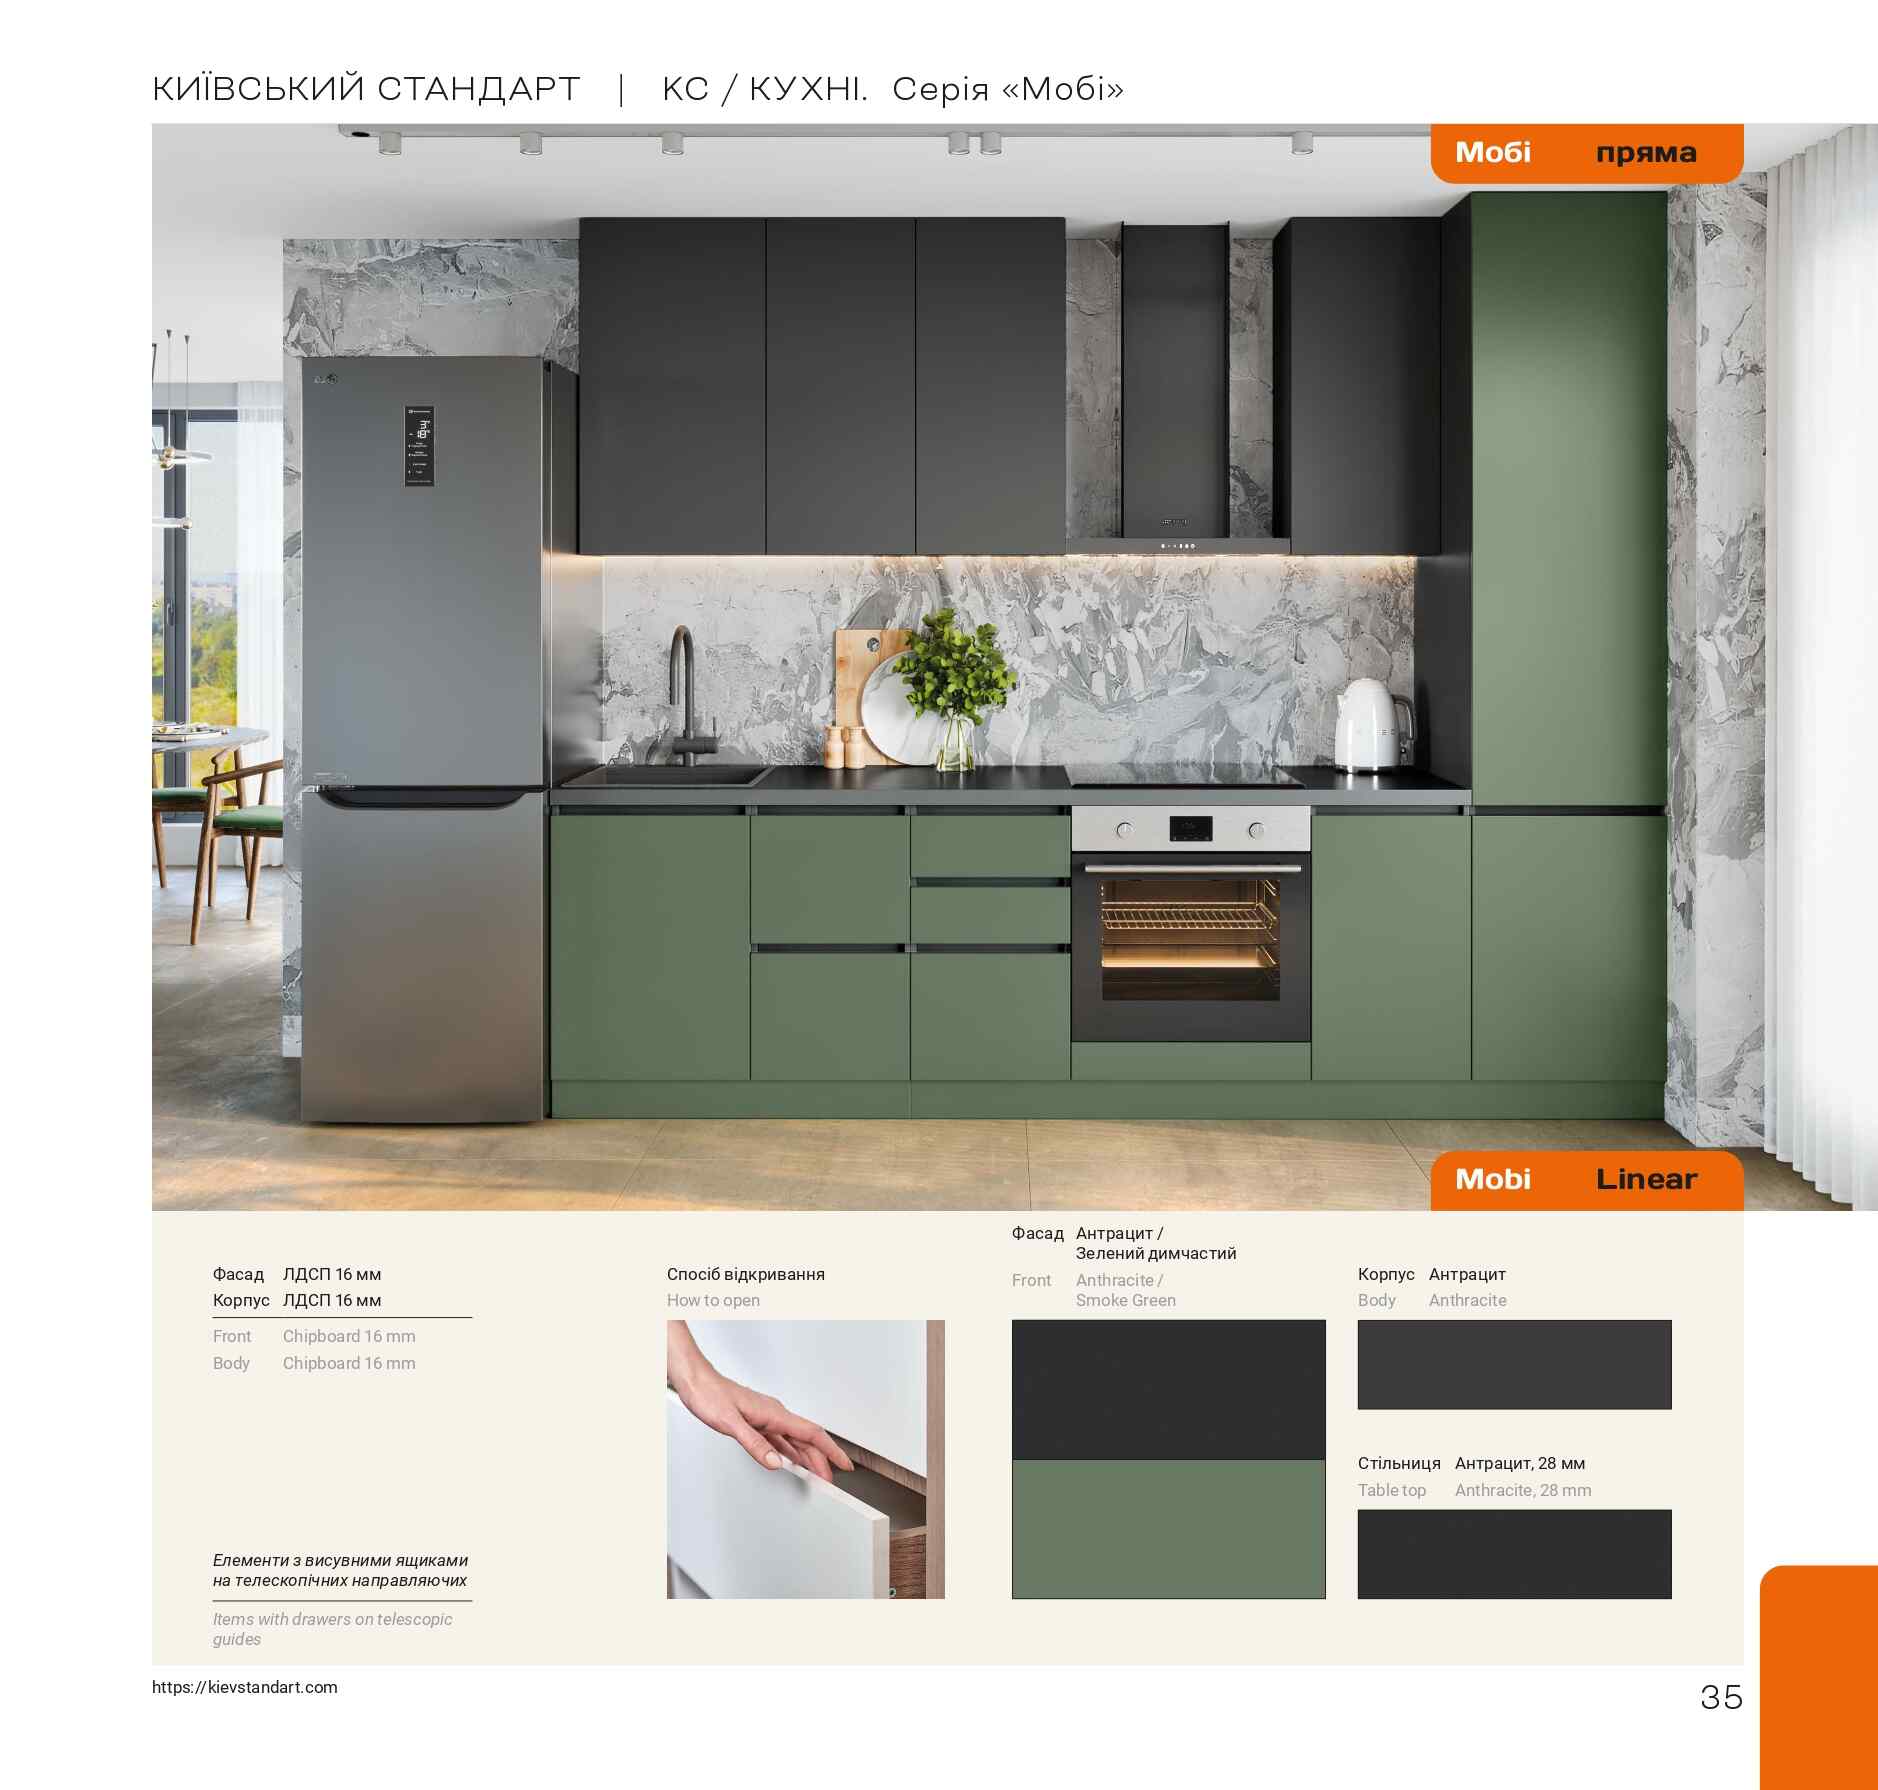 КИЇВСЬКИЙ СТАНДАРТ | КС / КУХНІ. Серія «Мобі»
Мобі пряма
Mobi Linear
Фасад ЛДСП 16 мм
Корпус ЛДСП 16 мм
Front Chipboard 16 mm
Body Chipboard 16 mm
Елементи з висувними ящиками
на телескопічних направляючих
Items with drawers on telescopic
guides
Спосіб відкривання
How to open
Фасад Антрацит /
Зелений димчастий
Front Anthracite /
Smoke Green
Корпус Антрацит
Body Anthracite
Стільниця Антрацит, 28 мм
Table top Anthracite, 28 mm
https://kievstandart.com
35